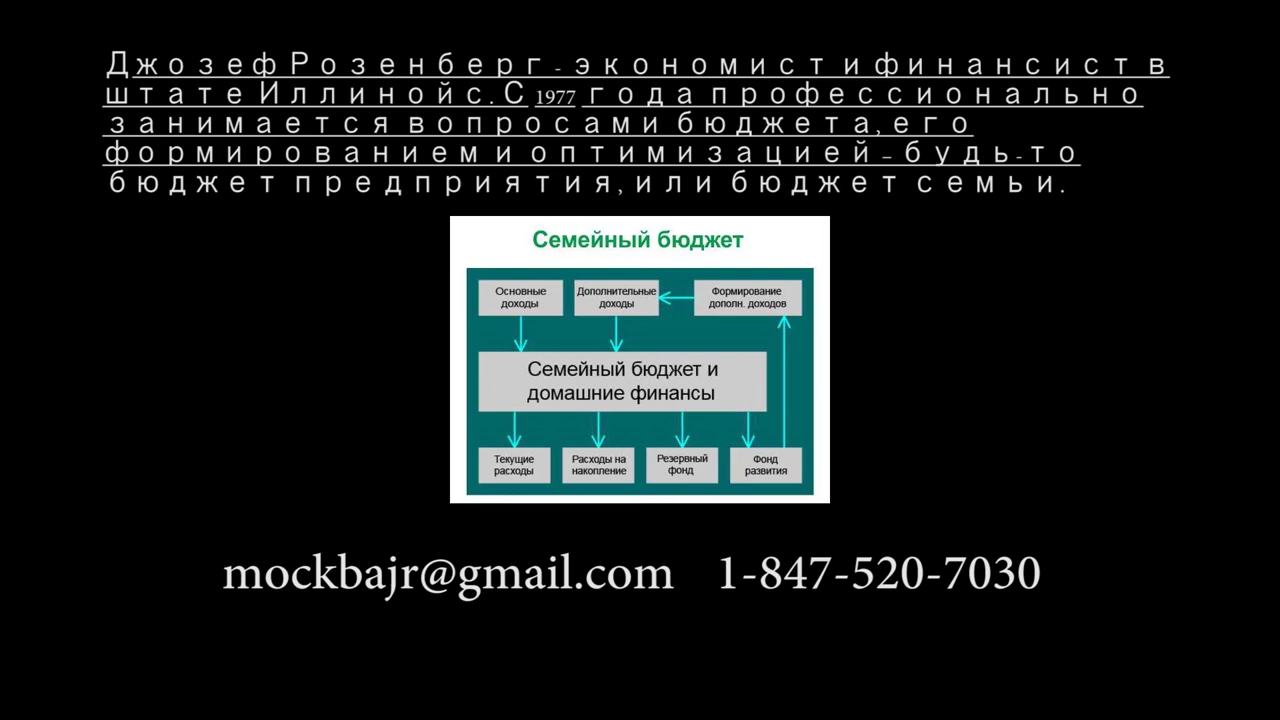 Джозеф Розенберг - экономист и финансист в
штате Иллинойс. С 1977 года профессионально
занимается вопросами бюджета, его
формированием и оптимизацией – будь-то
бюджет предприятия, или бюджет семьи.
Семейный бюджет
Основные
доходы
Дополнительные
доходы
Формирование
дополн. доходов
Семейный бюджет и
домашние финансы
Текущие
расходы
Расходы на
накопление
Резервный
фонд
Фонд
развития
mockbajr@gmail.com 1-847-520-7030